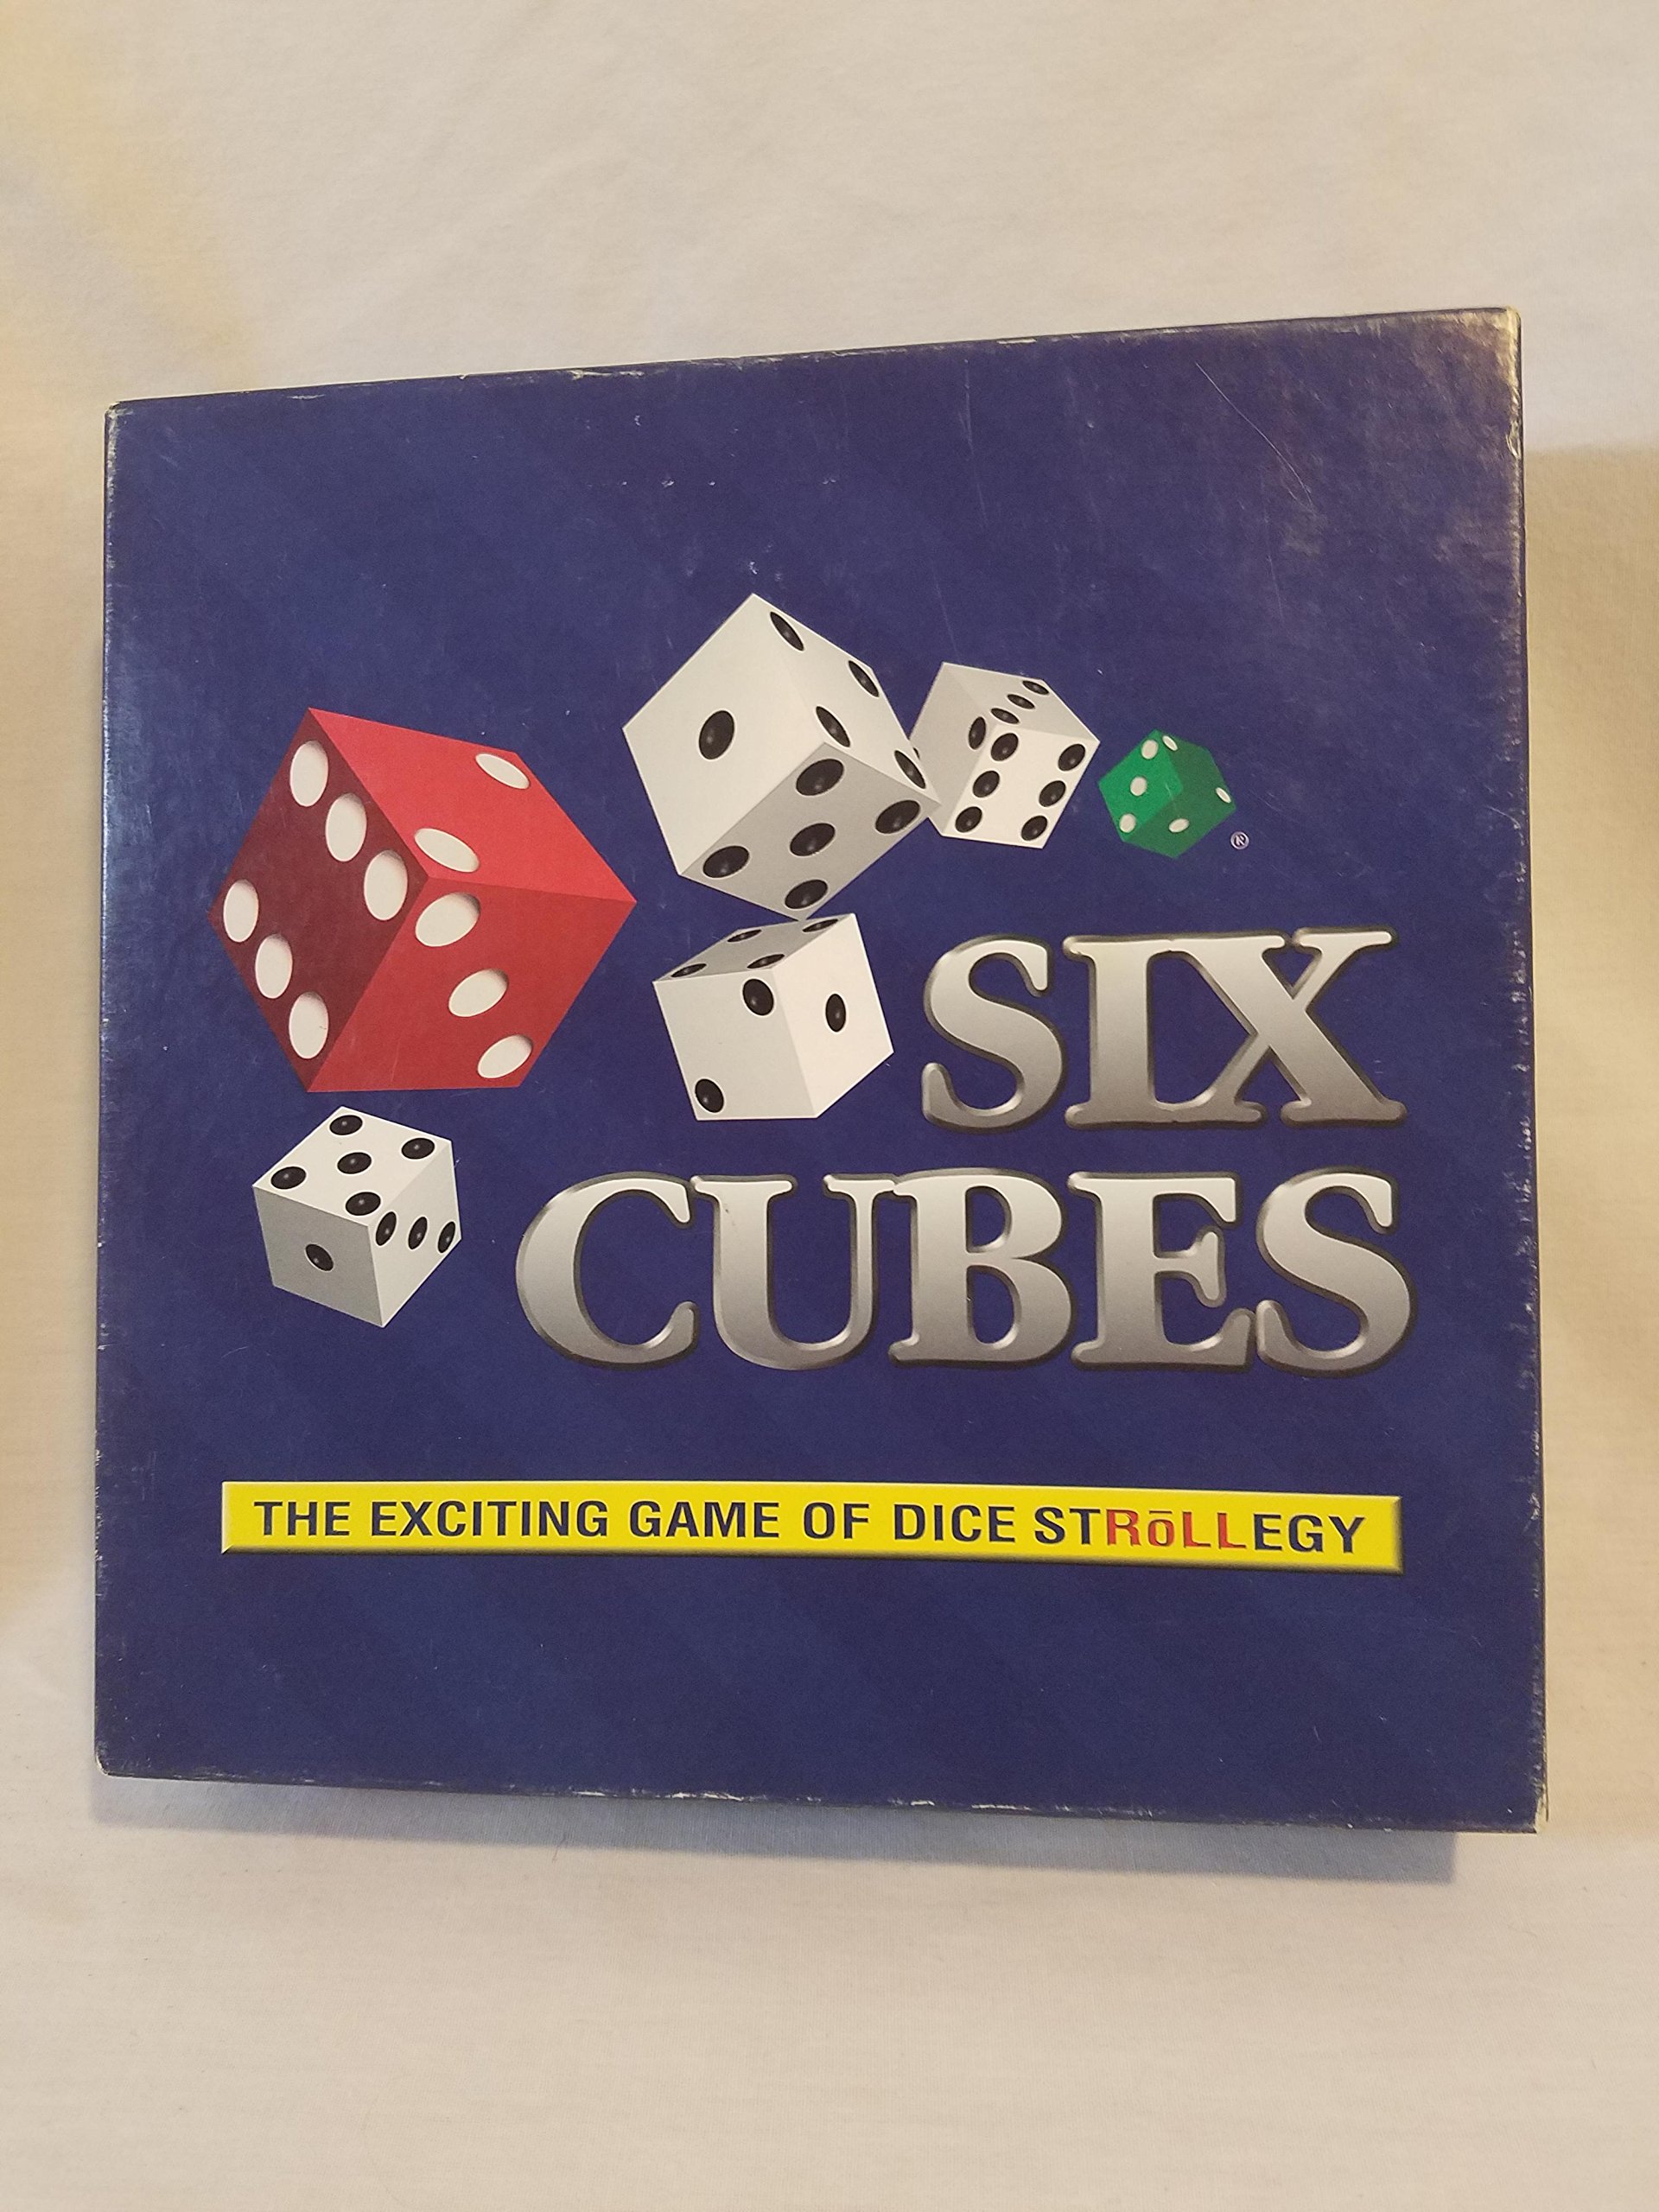 ®
SIX
CUBES
THE EXCITING GAME OF DICE STRōLLEGY